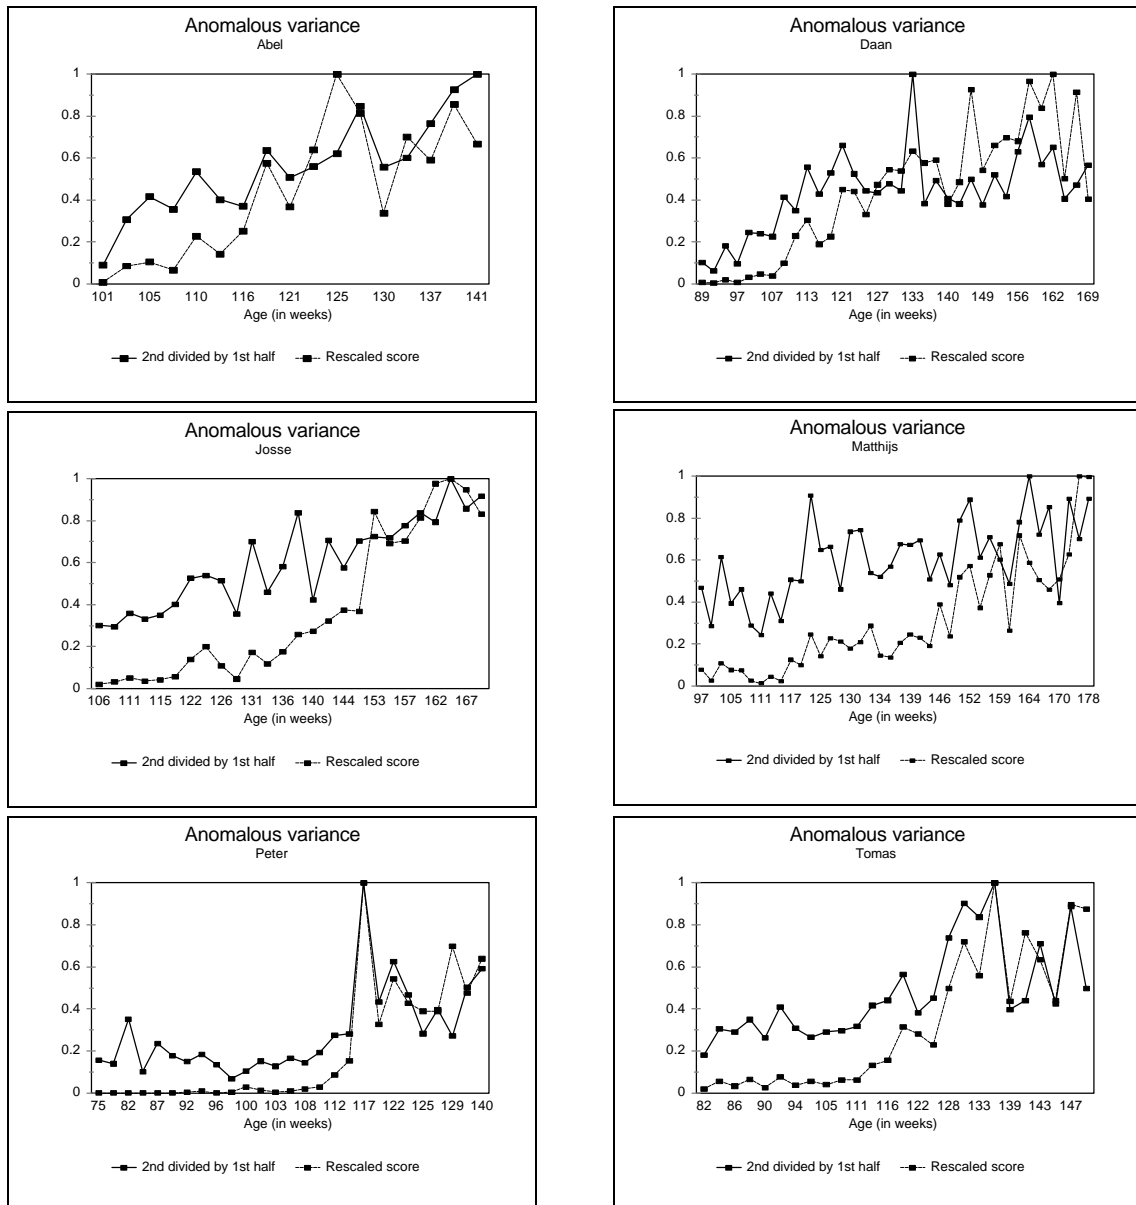 Anomalous variance
Abel
1
0.8
0.6
0.4
0.2
0
101 105 110 116 121 125 130 137 141
Age (in weeks)
2nd divided by 1st half Rescaled score
Anomalous variance
Daan
1
0.8
0.6
0.4
0.2
0
89 97 107 113 121 127 133 140 149 156 162 169
Age (in weeks)
2nd divided by 1st half Rescaled score
Anomalous variance
Josse
1
0.8
0.6
0.4
0.2
0
106 111 115 122 126 131 136 140 144 153 157 162 167
Age (in weeks)
2nd divided by 1st half Rescaled score
Anomalous variance
Matthijs
1
0.8
0.6
0.4
0.2
0
97 105 111 117 125 130 134 139 146 152 159 164 170 178
Age (in weeks)
2nd divided by 1st half Rescaled score
Anomalous variance
Peter
1
0.8
0.6
0.4
0.2
0
75 82 87 92 96 100 103 108 112 117 122 125 129 140
Age (in weeks)
2nd divided by 1st half Rescaled score
Anomalous variance
Tomas
1
0.8
0.6
0.4
0.2
0
82 86 90 94 105 111 116 122 128 133 139 143 147
Age (in weeks)
2nd divided by 1st half Rescaled score